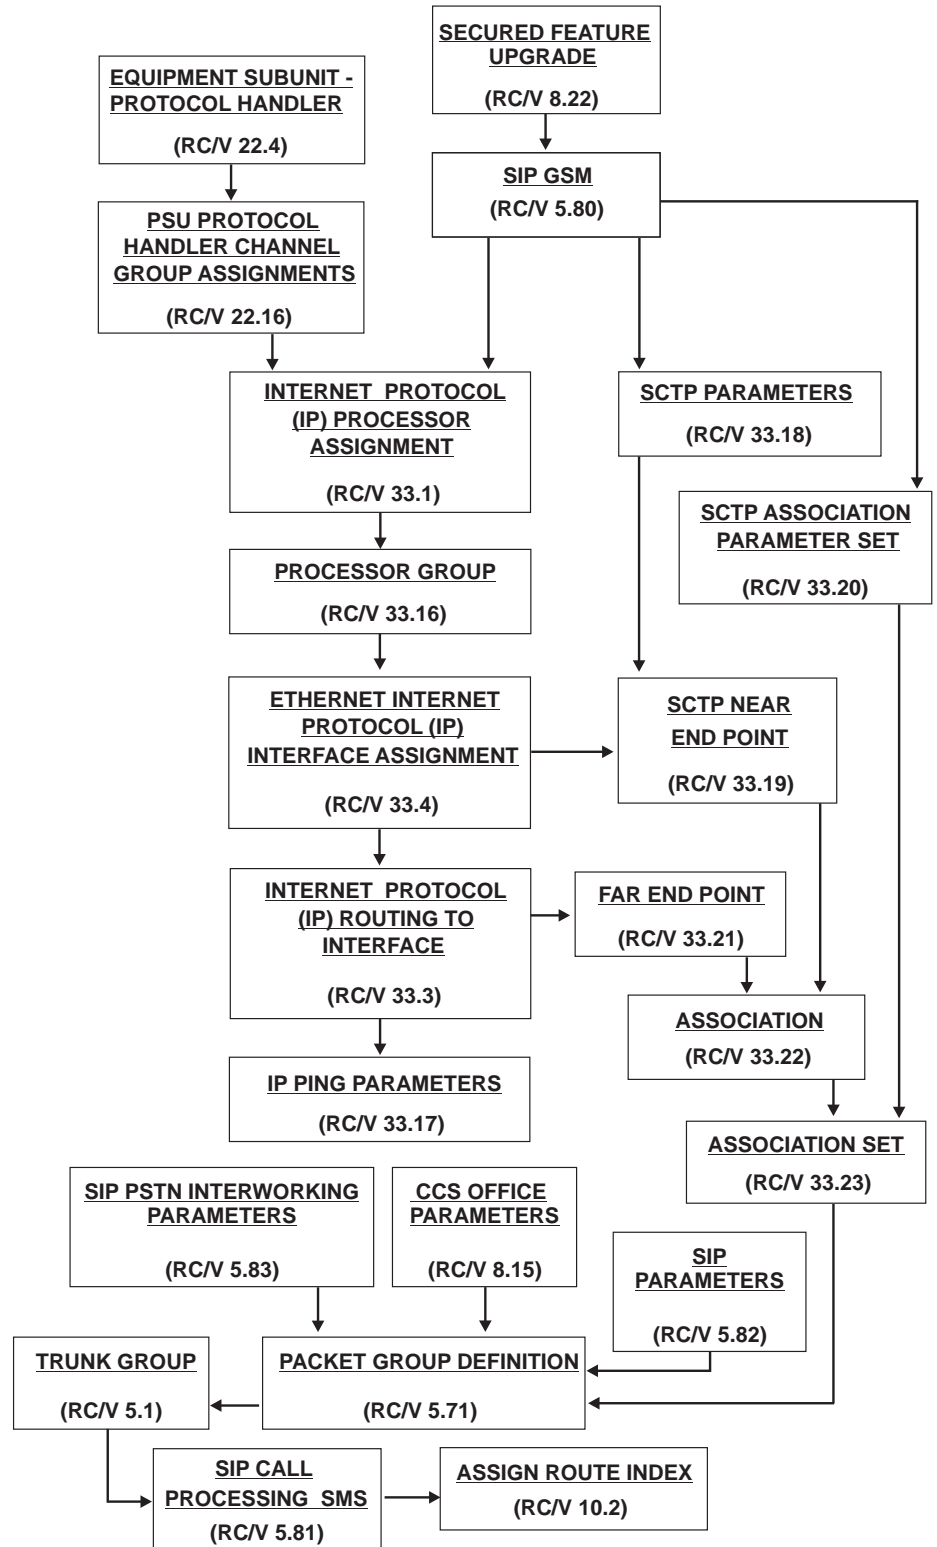 SECURED FEATURE
UPGRADE
(RC/V 8.22)
EQUIPMENT SUBUNIT -
PROTOCOL HANDLER
(RC/V 22.4)
SIP GSM
(RC/V 5.80)
PSU PROTOCOL
HANDLER CHANNEL
GROUP ASSIGNMENTS
(RC/V 22.16)
INTERNET PROTOCOL
(IP) PROCESSOR
ASSIGNMENT
(RC/V 33.1)
SCTP PARAMETERS
(RC/V 33.18)
SCTP ASSOCIATION
PARAMETER SET
(RC/V 33.20)
PROCESSOR GROUP
(RC/V 33.16)
ETHERNET INTERNET
PROTOCOL (IP)
INTERFACE ASSIGNMENT
(RC/V 33.4)
SCTP NEAR
END POINT
(RC/V 33.19)
INTERNET PROTOCOL
(IP) ROUTING TO
INTERFACE
(RC/V 33.3)
FAR END POINT
(RC/V 33.21)
ASSOCIATION
(RC/V 33.22)
IP PING PARAMETERS
(RC/V 33.17)
ASSOCIATION SET
(RC/V 33.23)
SIP PSTN INTERWORKING
PARAMETERS
(RC/V 5.83)
CCS OFFICE
PARAMETERS
(RC/V 8.15)
SIP
PARAMETERS
(RC/V 5.82)
TRUNK GROUP
(RC/V 5.1)
PACKET GROUP DEFINITION
(RC/V 5.71)
SIP CALL
PROCESSING SMS
(RC/V 5.81)
ASSIGN ROUTE INDEX
(RC/V 10.2)